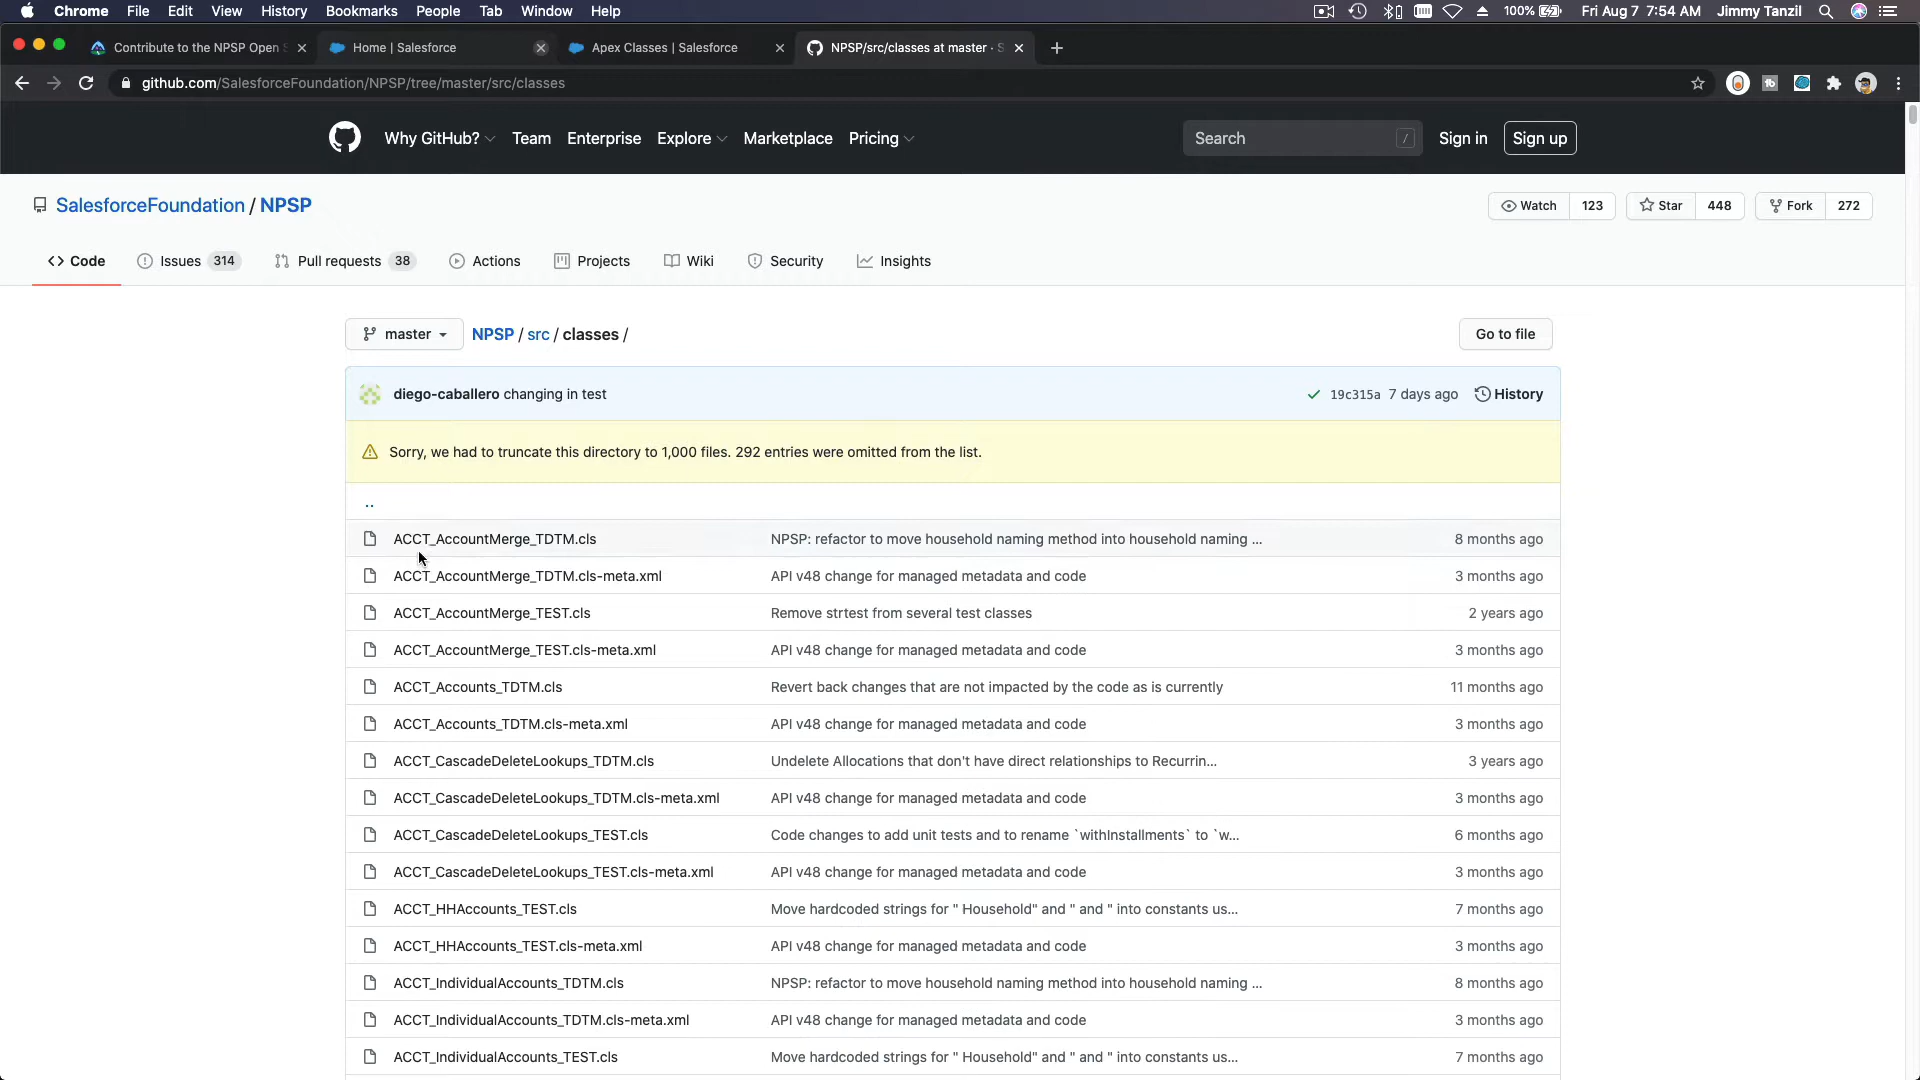 Chrome File Edit View History Bookmarks People Tab Window Help 100% Fri Aug 7 7:54 AM Jimmy Tanzil
Contribute to the NPSP Open Home | Salesforce Apex Classes | Salesforce NPSP/src/classes at master ·
github.com/SalesforceFoundation/NPSP/tree/master/src/classes
Why GitHub? Team Enterprise Explore Marketplace Pricing Search / Sign in Sign up
SalesforceFoundation / NPSP Watch 123 Star 448 Fork 272
Code Issues 314 Pull requests 38 Actions Projects Wiki Security Insights
master NPSP / src / classes / Go to file
diego-caballero changing in test 19c315a 7 days ago History
Sorry, we had to truncate this directory to 1,000 files. 292 entries were omitted from the list.
..
ACCT_AccountMerge_TDTM.cls NPSP: refactor to move household naming method into household naming ... 8 months ago
ACCT_AccountMerge_TDTM.cls-meta.xml API v48 change for managed metadata and code 3 months ago
ACCT_AccountMerge_TEST.cls Remove strtest from several test classes 2 years ago
ACCT_AccountMerge_TEST.cls-meta.xml API v48 change for managed metadata and code 3 months ago
ACCT_Accounts_TDTM.cls Revert back changes that are not impacted by the code as is currently 11 months ago
ACCT_Accounts_TDTM.cls-meta.xml API v48 change for managed metadata and code 3 months ago
ACCT_CascadeDeleteLookups_TDTM.cls Undelete Allocations that don't have direct relationships to Recurrin... 3 years ago
ACCT_CascadeDeleteLookups_TDTM.cls-meta.xml API v48 change for managed metadata and code 3 months ago
ACCT_CascadeDeleteLookups_TEST.cls Code changes to add unit tests and to rename `withInstallments` to `w... 6 months ago
ACCT_CascadeDeleteLookups_TEST.cls-meta.xml API v48 change for managed metadata and code 3 months ago
ACCT_HHAccounts_TEST.cls Move hardcoded strings for " Household" and " and " into constants us... 7 months ago
ACCT_HHAccounts_TEST.cls-meta.xml API v48 change for managed metadata and code 3 months ago
ACCT_IndividualAccounts_TDTM.cls NPSP: refactor to move household naming method into household naming ... 8 months ago
ACCT_IndividualAccounts_TDTM.cls-meta.xml API v48 change for managed metadata and code 3 months ago
ACCT_IndividualAccounts_TEST.cls Move hardcoded strings for " Household" and " and " into constants us... 7 months ago